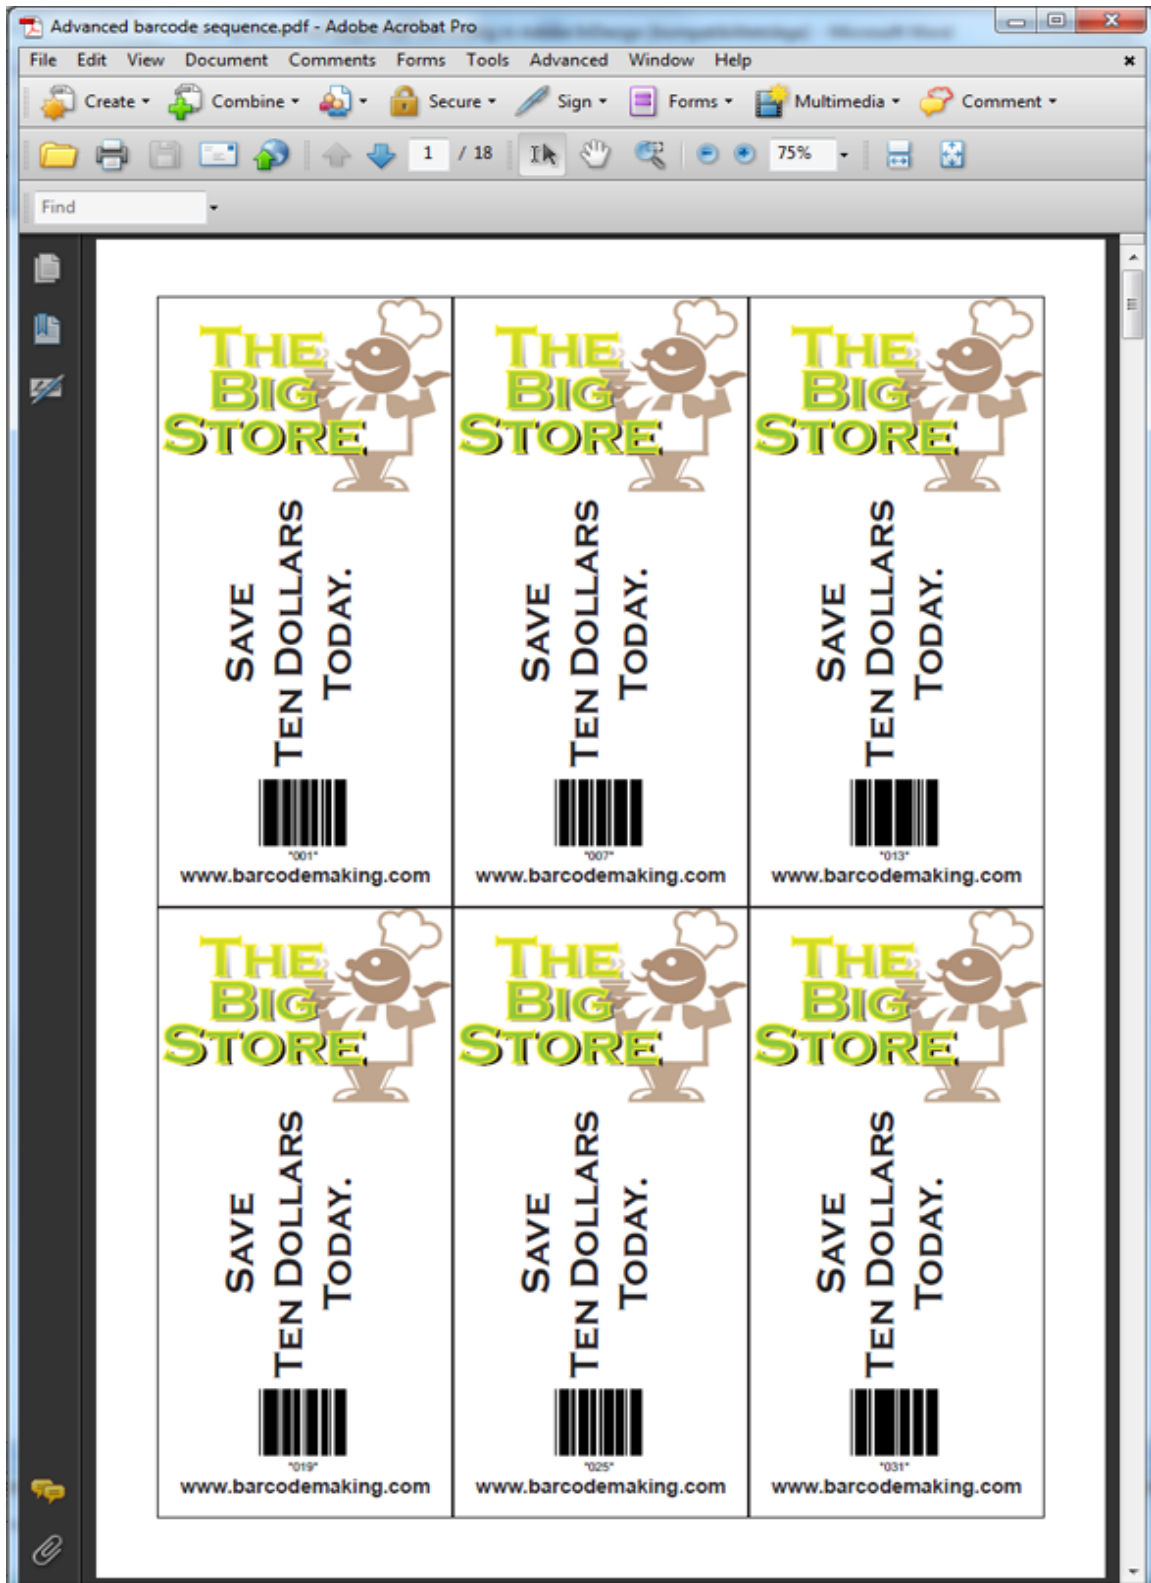 Advanced barcode sequence.pdf - Adobe Acrobat Pro
File Edit View Document Comments Forms Tools Advanced Window Help
Create Combine Secure Sign Forms Multimedia Comment
1 / 18 75%
Find
THE
BIG
STORE
SAVE
TEN DOLLARS
TODAY.
"001"
www.barcodemaking.com
THE
BIG
STORE
SAVE
TEN DOLLARS
TODAY.
"007"
www.barcodemaking.com
THE
BIG
STORE
SAVE
TEN DOLLARS
TODAY.
"013"
www.barcodemaking.com
THE
BIG
STORE
SAVE
TEN DOLLARS
TODAY.
"019"
www.barcodemaking.com
THE
BIG
STORE
SAVE
TEN DOLLARS
TODAY.
"025"
www.barcodemaking.com
THE
BIG
STORE
SAVE
TEN DOLLARS
TODAY.
"031"
www.barcodemaking.com